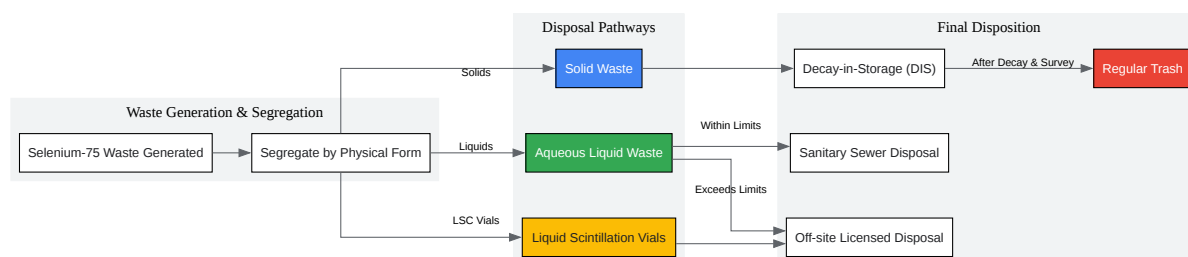 Disposal Pathways
Final Disposition
Solid Waste
Decay-in-Storage (DIS)
After Decay & Survey
Regular Trash
Solids
Waste Generation & Segregation
Selenium-75 Waste Generated
Segregate by Physical Form
Liquids
Aqueous Liquid Waste
Within Limits
Sanitary Sewer Disposal
Exceeds Limits
LSC Vials
Liquid Scintillation Vials
Off-site Licensed Disposal